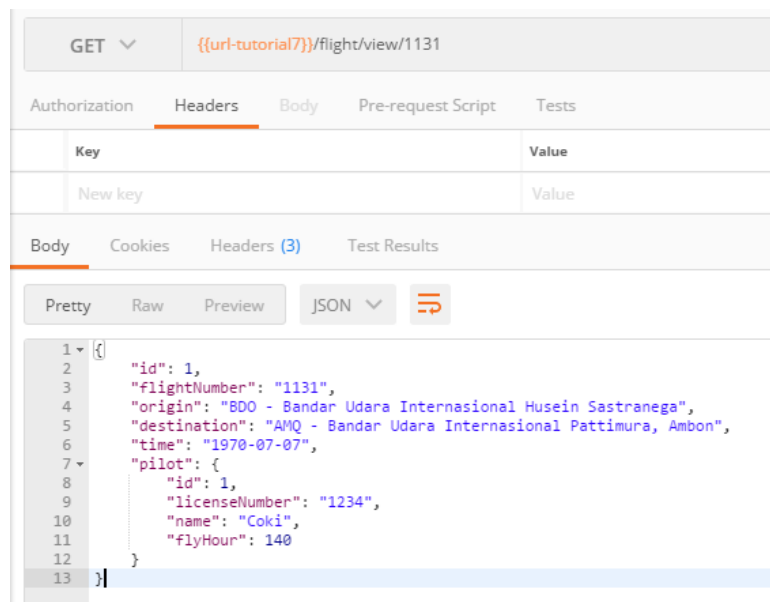 GET {{url-tutorial7}}/flight/view/1131
Authorization Headers Body Pre-request Script Tests
Key Value
New key Value
Body Cookies Headers (3) Test Results
Pretty Raw Preview JSON
1 {
2 "id": 1,
3 "flightNumber": "1131",
4 "origin": "BDO - Bandar Udara Internasional Husein Sastranega",
5 "destination": "AMQ - Bandar Udara Internasional Pattimura, Ambon",
6 "time": "1970-07-07",
7 "pilot": {
8 "id": 1,
9 "licenseNumber": "1234",
10 "name": "Coki",
11 "flyHour": 140
12 }
13 }